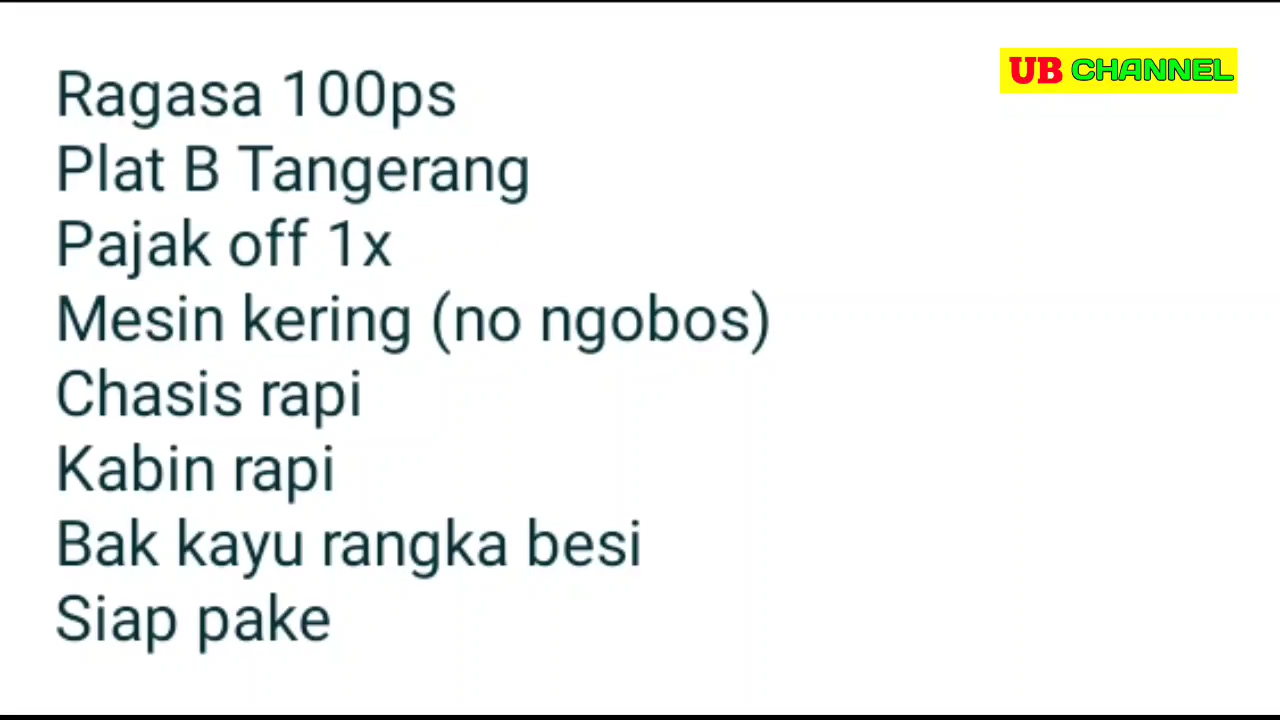 UB CHANNEL
Ragasa 100ps
Plat B Tangerang
Pajak off 1x
Mesin kering (no ngobos)
Chasis rapi
Kabin rapi
Bak kayu rangka besi
Siap pake